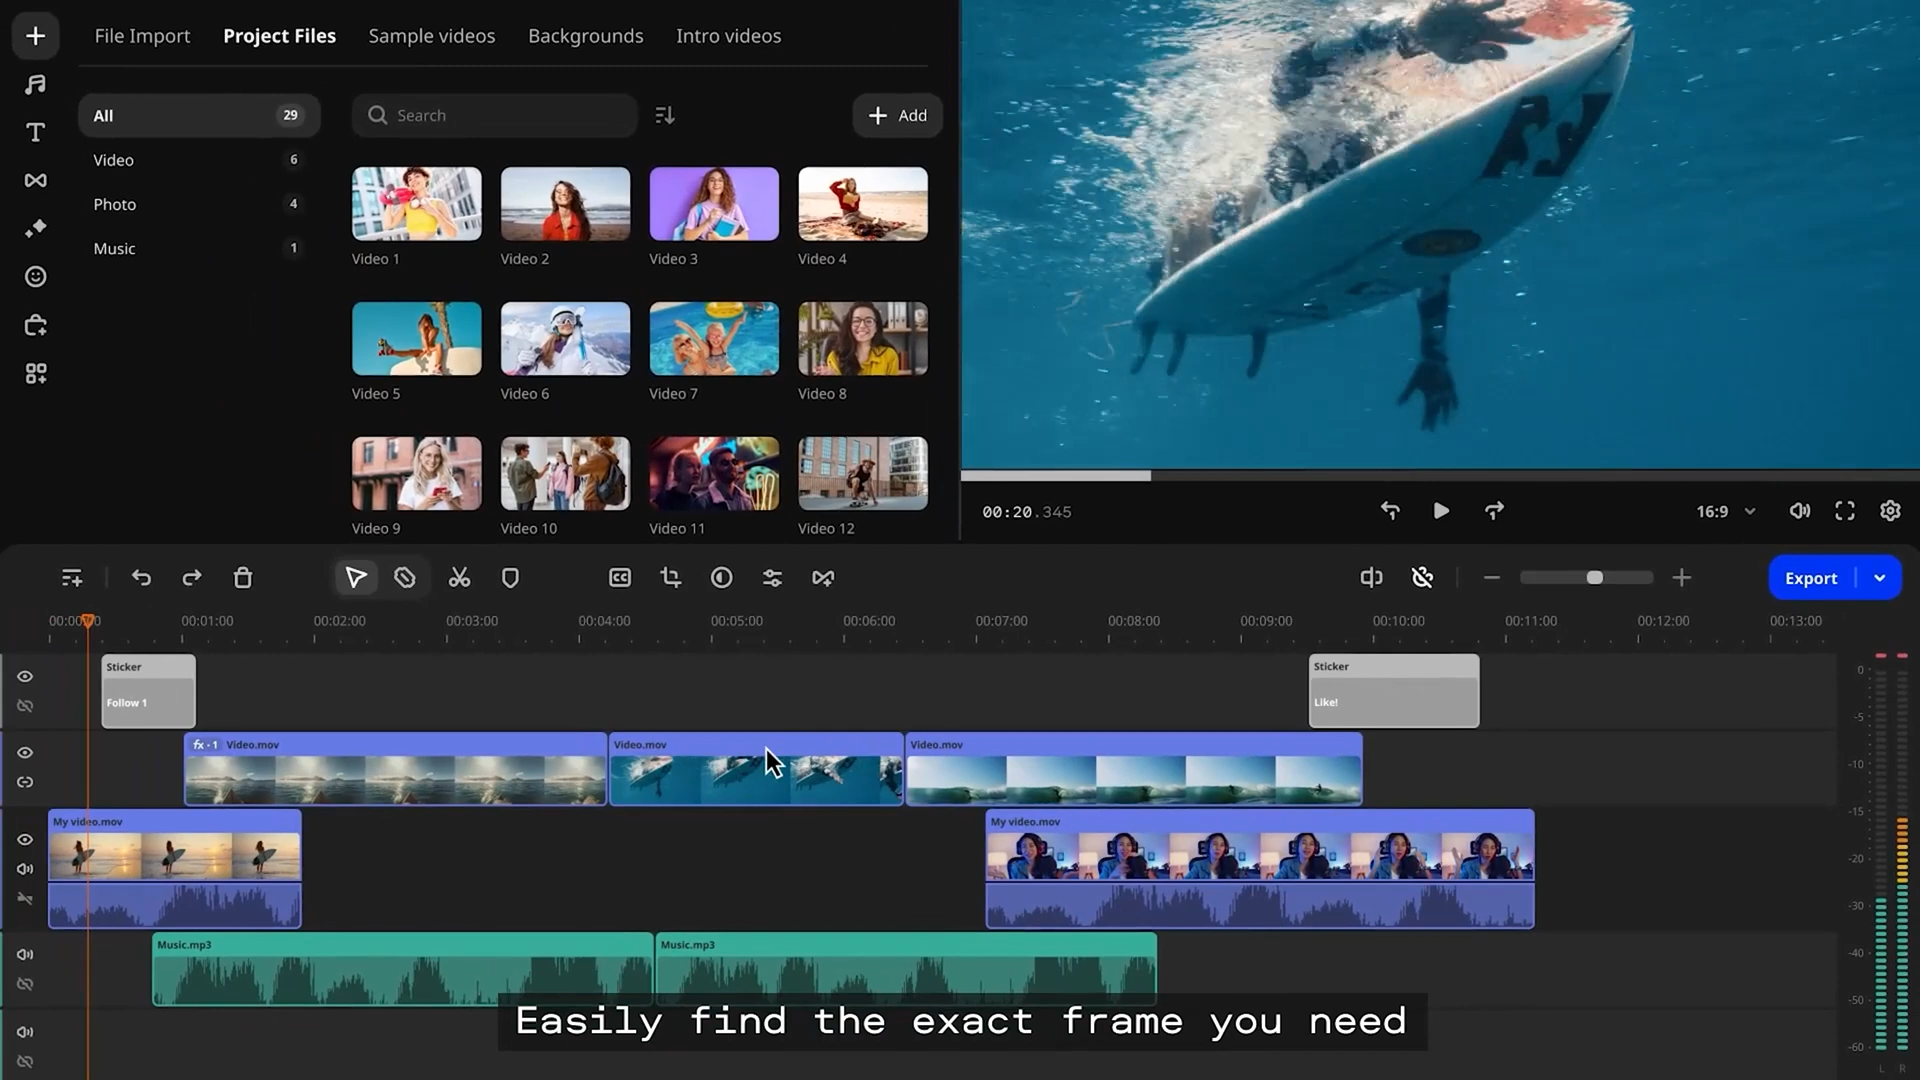 File Import Project Files Sample videos Backgrounds Intro videos
All 29
Search
Add
Video 6
Photo 4
Music 1
Video 1 Video 2 Video 3 Video 4
Video 5 Video 6 Video 7 Video 8
Video 9 Video 10 Video 11 Video 12
00:20.345
16:9
Export
00:01:00 00:02:00 00:03:00 00:04:00 00:05:00 00:06:00 00:07:00 00:08:00 00:09:00 00:10:00 00:11:00 00:12:00 00:13:00
Sticker
Follow 1
Sticker
Like!
fx - 1 Video.mov
Video.mov
Video.mov
My video.mov
My video.mov
Music.mp3
Music.mp3
0
-5
-10
-15
-20
-30
-40
-50
-60
L R
Easily find the exact frame you need